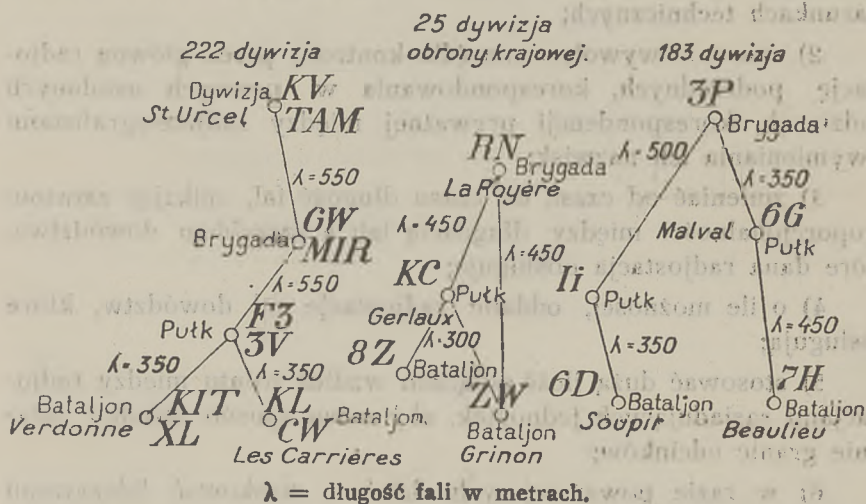 25 dywizja
222 dywizja obrony krajowej. 183 dywizja
Dywizja KV
St Urcel TAM
λ = 550
GW
Brygada MIR
λ = 550
Pułk F3
3V
λ = 350 λ = 350
Bataljon KIT
Verdonne XL
KL
CW Bataljon.
Les Carrières
RN
Brygada
La Royère
λ = 450
λ = 450
KC
Pułk
Gerlaux
λ = 300
8Z
Bataljon
ZW
Bataljon
Grinon
3P
Brygada
λ = 500 λ = 350
Malval 6G
Pułk
Ii
Pułk
λ = 350
6D
Bataljon
Soupir
λ = 450
7H
Bataljon
Beaulieu
λ = długość fali w metrach.